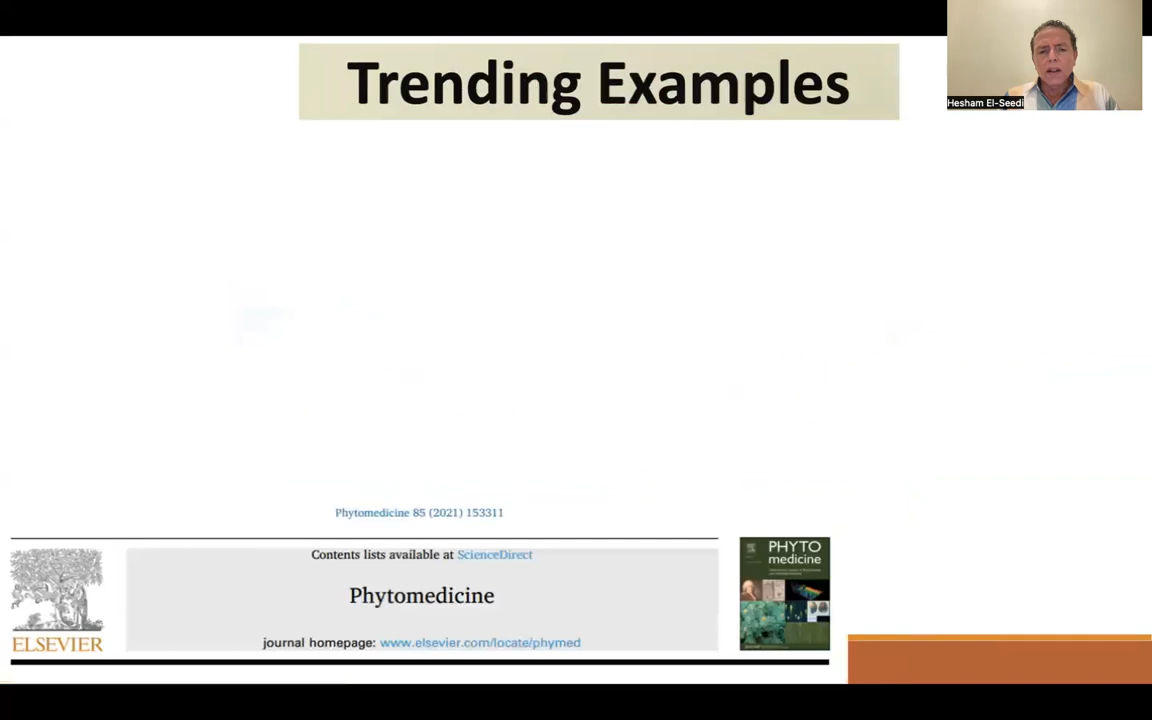 Trending Examples
Hesham El-Seedi
Phytomedicine 85 (2021) 153311
Contents lists available at ScienceDirect
Phytomedicine
journal homepage: www.elsevier.com/locate/phymed
ELSEVIER
PHYTO
medicine